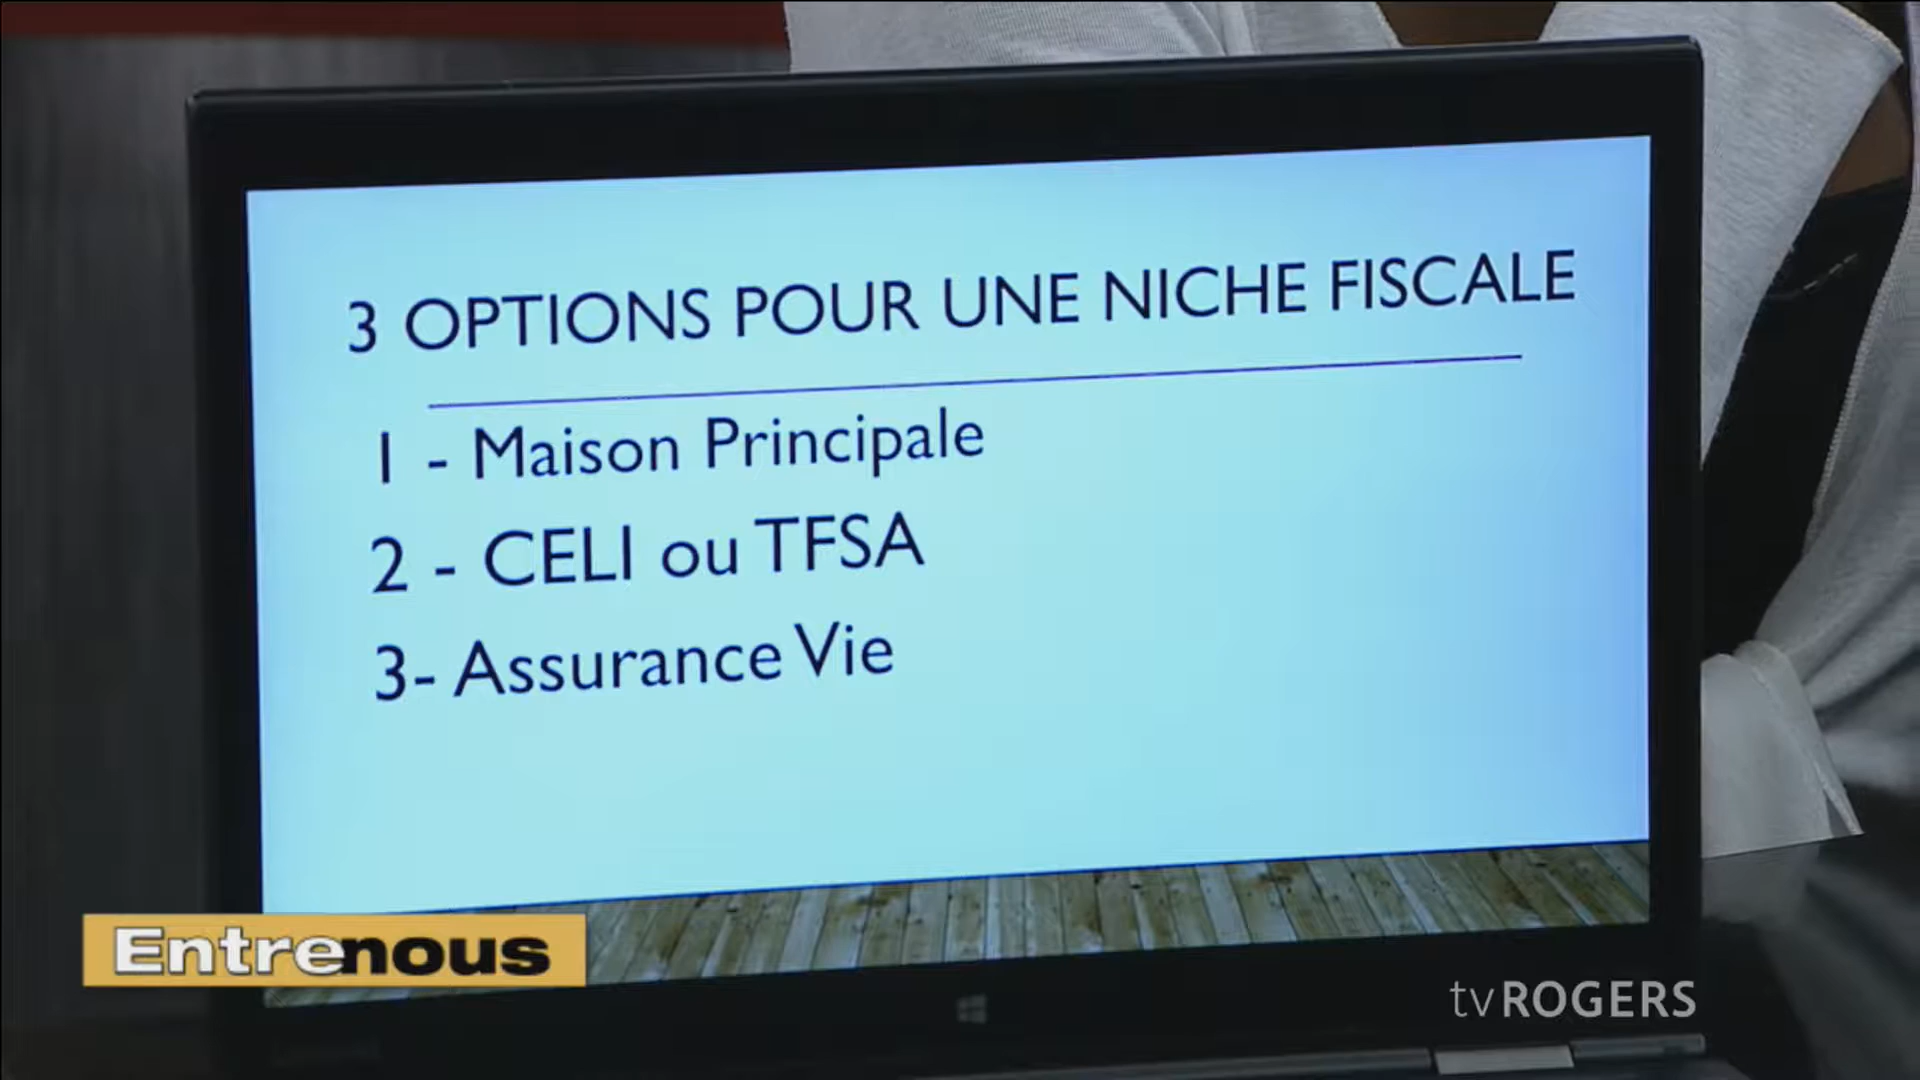 3 OPTIONS POUR UNE NICHE FISCALE
1 - Maison Principale
2 - CELI ou TFSA
3- Assurance Vie
Entrenous
tvROGERS